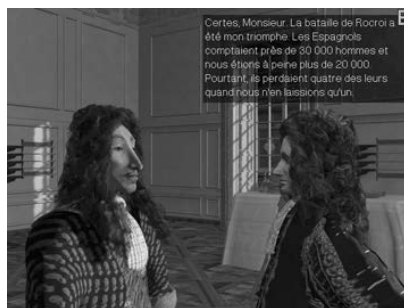 Certes, Monsieur. La bataille de Rocroi a
été mon triomphe. Les Espagnols
comptaient près de 30 000 hommes et
nous étions à peine plus de 20 000.
Pourtant, ils perdaient quatre des leurs
quand nous n'en laissions qu'un.